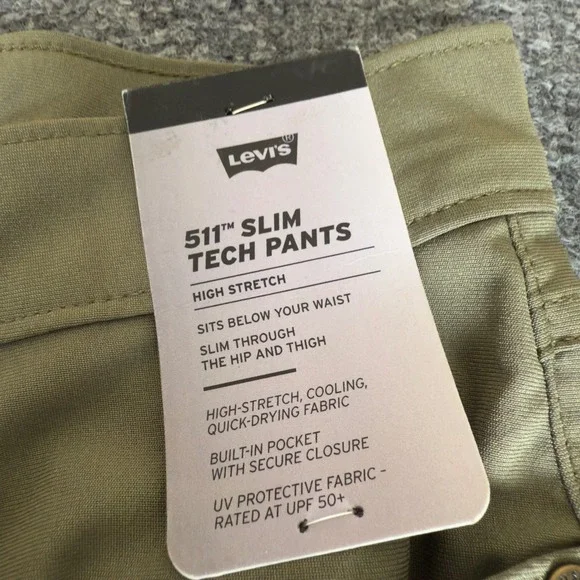 Levi's®
511™ SLIM
TECH PANTS
HIGH STRETCH
SITS BELOW YOUR WAIST
SLIM THROUGH
THE HIP AND THIGH
HIGH-STRETCH, COOLING,
QUICK-DRYING FABRIC
BUILT-IN POCKET
WITH SECURE CLOSURE
UV PROTECTIVE FABRIC –
RATED AT UPF 50+